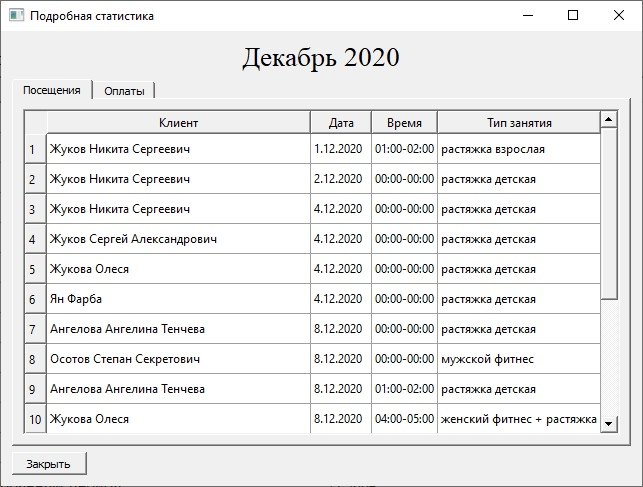 Подробная статистика
Декабрь 2020
Посещения Оплаты
Клиент Дата Время Тип занятия
1 Жуков Никита Сергеевич 1.12.2020 01:00-02:00 растяжка взрослая
2 Жуков Никита Сергеевич 2.12.2020 00:00-00:00 растяжка детская
3 Жуков Никита Сергеевич 4.12.2020 00:00-00:00 растяжка детская
4 Жуков Сергей Александрович 4.12.2020 00:00-00:00 растяжка детская
5 Жукова Олеся 4.12.2020 00:00-00:00 растяжка детская
6 Ян Фарба 4.12.2020 00:00-00:00 растяжка детская
7 Ангелова Ангелина Тенчева 8.12.2020 00:00-00:00 растяжка детская
8 Осотов Степан Секретович 8.12.2020 00:00-00:00 мужской фитнес
9 Ангелова Ангелина Тенчева 8.12.2020 01:00-02:00 растяжка детская
10 Жукова Олеся 8.12.2020 04:00-05:00 женский фитнес + растяжка
Закрыть